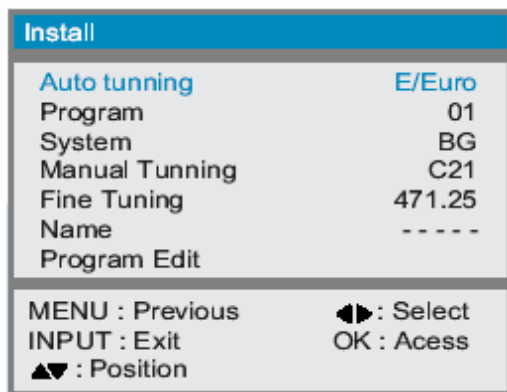 Install
Auto tunning E/Euro
Program 01
System BG
Manual Tunning C21
Fine Tuning 471.25
Name - - - - -
Program Edit
MENU : Previous ◀▶: Select
INPUT : Exit OK : Acess
▲▼ : Position